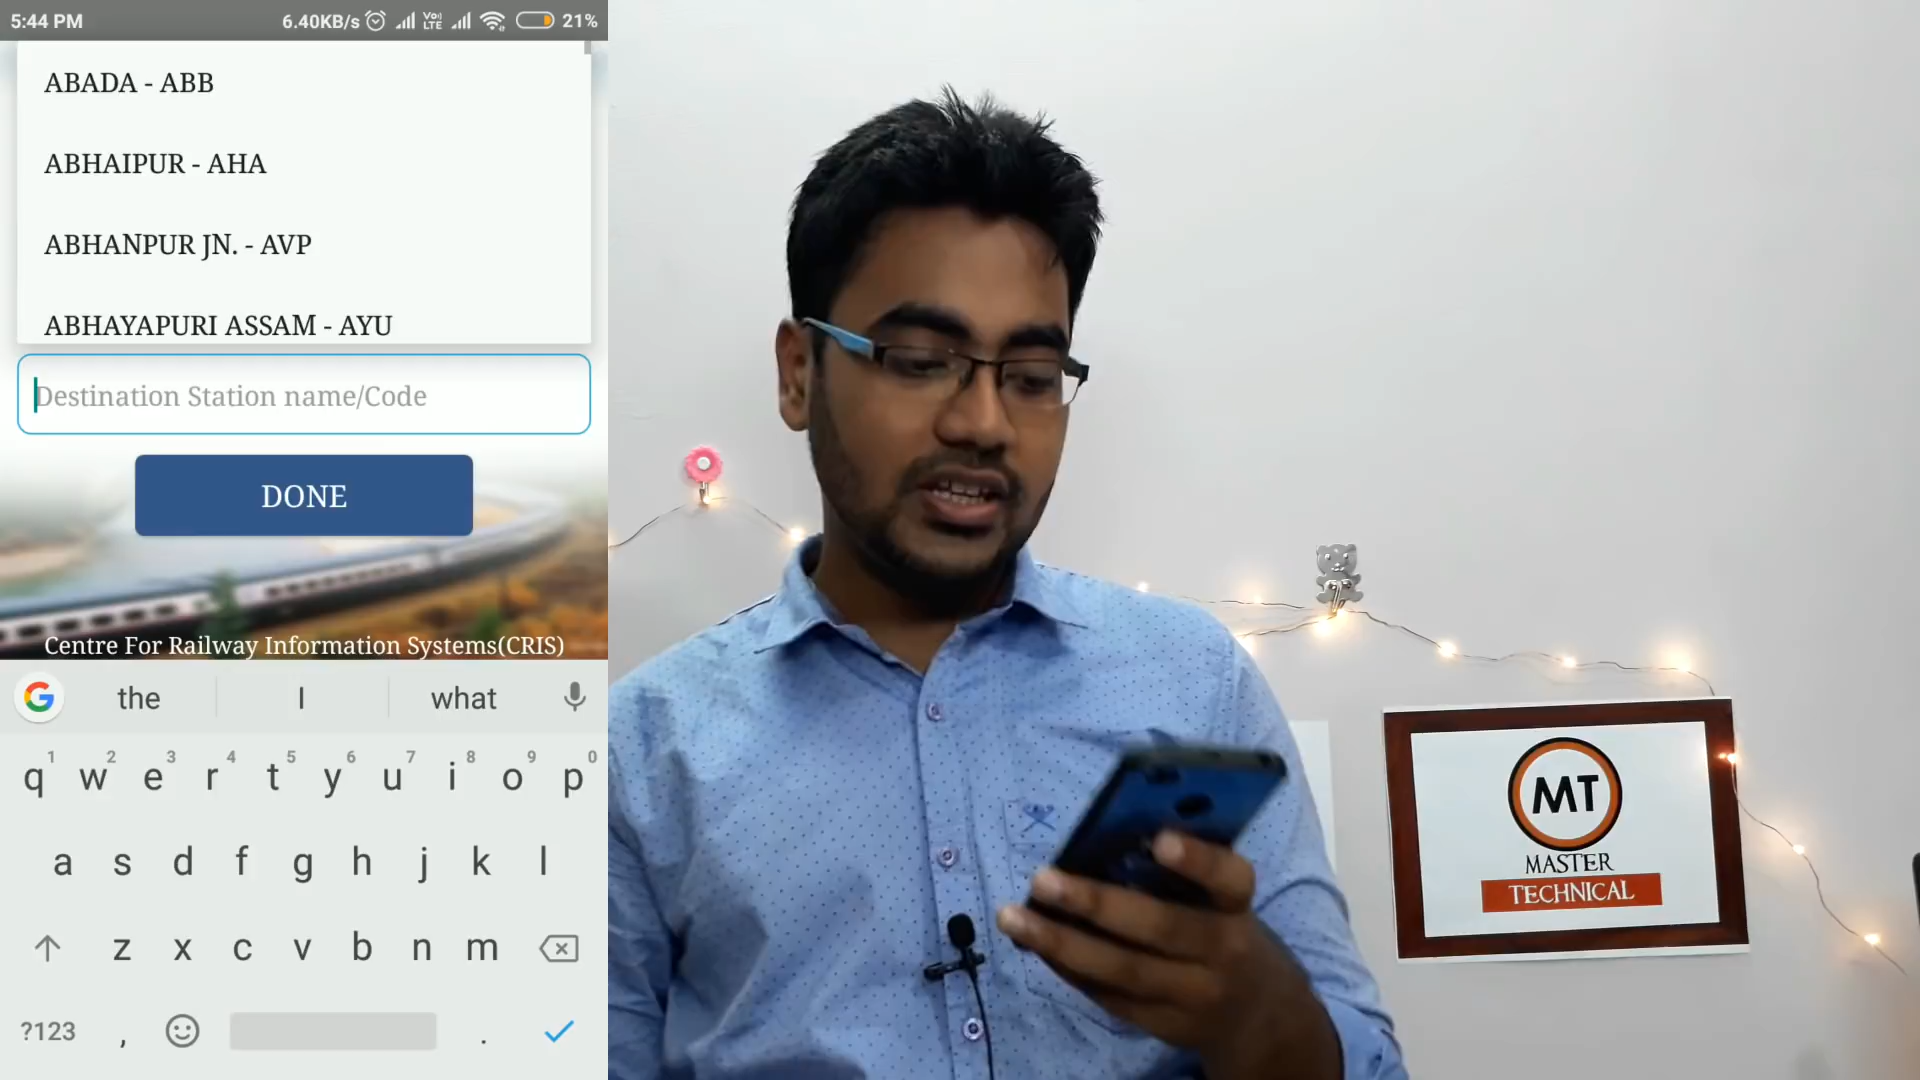 5:44 PM 6.40KB/s Vo) LTE 21%
ABADA - ABB
ABHAIPUR - AHA
ABHANPUR JN. - AVP
ABHAYAPURI ASSAM - AYU
Destination Station name/Code
DONE
Centre For Railway Information Systems(CRIS)
G the I what
1 2 3 4 5 6 7 8 9 0
q w e r t y u i o p
a s d f g h j k l
z x c v b n m
?123 , .
MT
MASTER
TECHNICAL